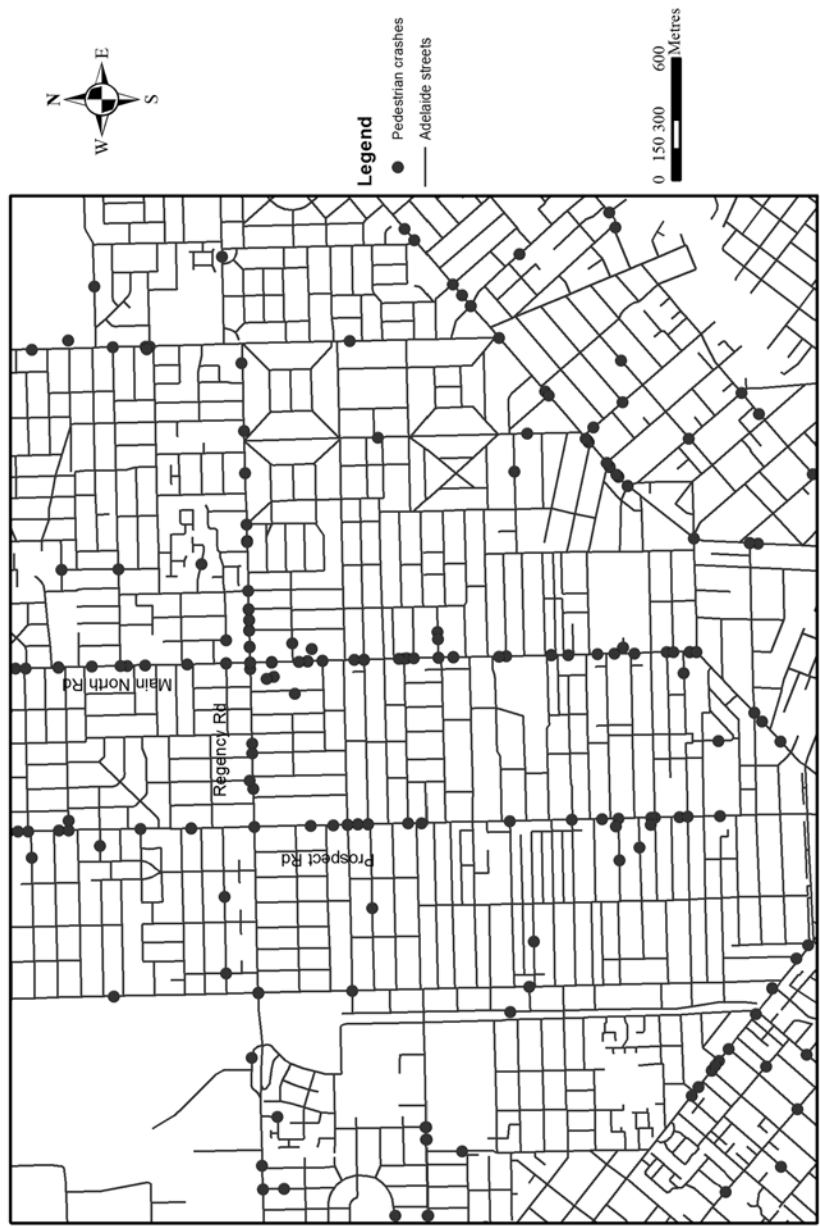 N
W
E
S
Legend
Pedestrian crashes
Adelaide streets
0 150 300 600
Metres
Main North Rd
Regency Rd
Prospect Rd